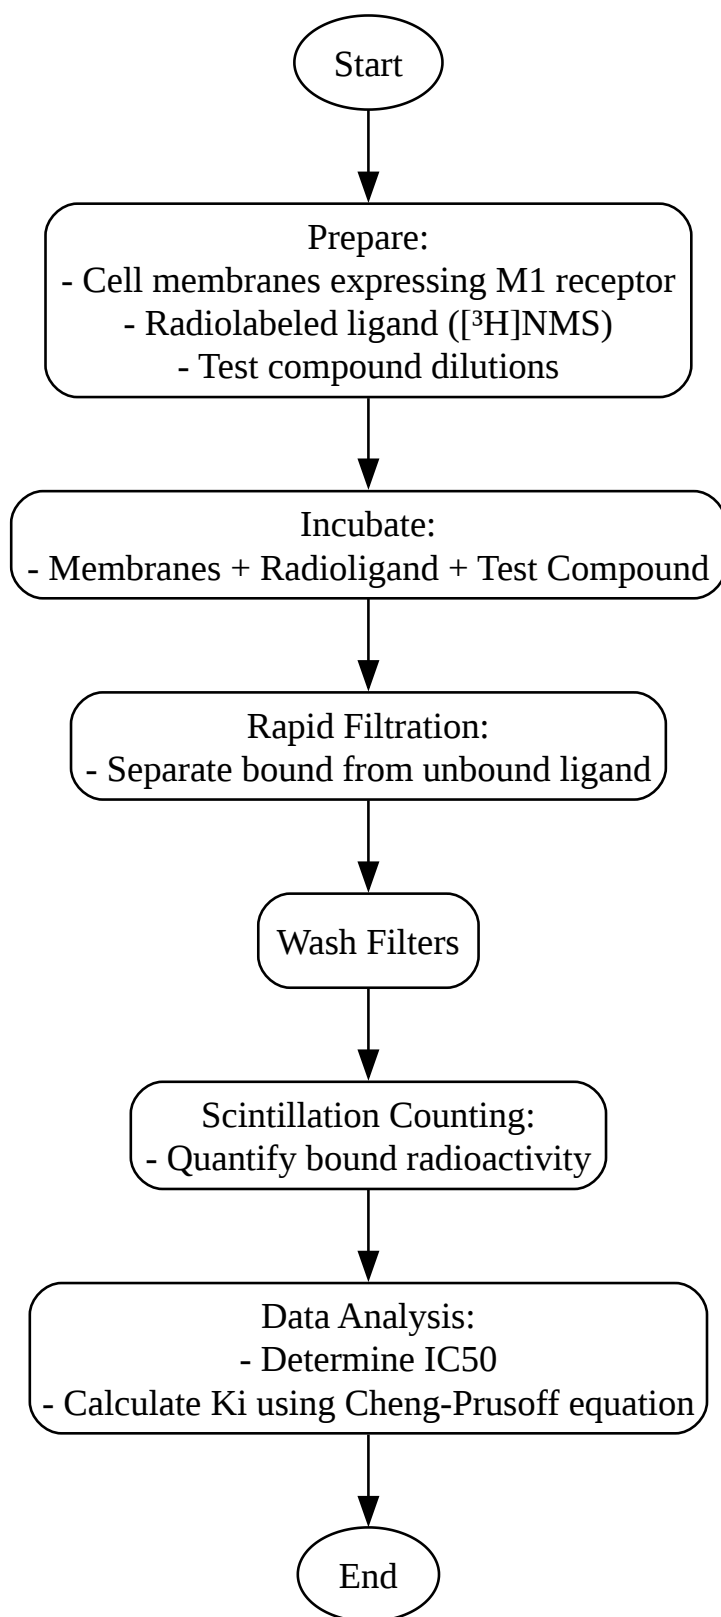 Start
Prepare:
- Cell membranes expressing M1 receptor
- Radiolabeled ligand ([³H]NMS)
- Test compound dilutions
Incubate:
- Membranes + Radioligand + Test Compound
Rapid Filtration:
- Separate bound from unbound ligand
Wash Filters
Scintillation Counting:
- Quantify bound radioactivity
Data Analysis:
- Determine IC50
- Calculate Ki using Cheng-Prusoff equation
End